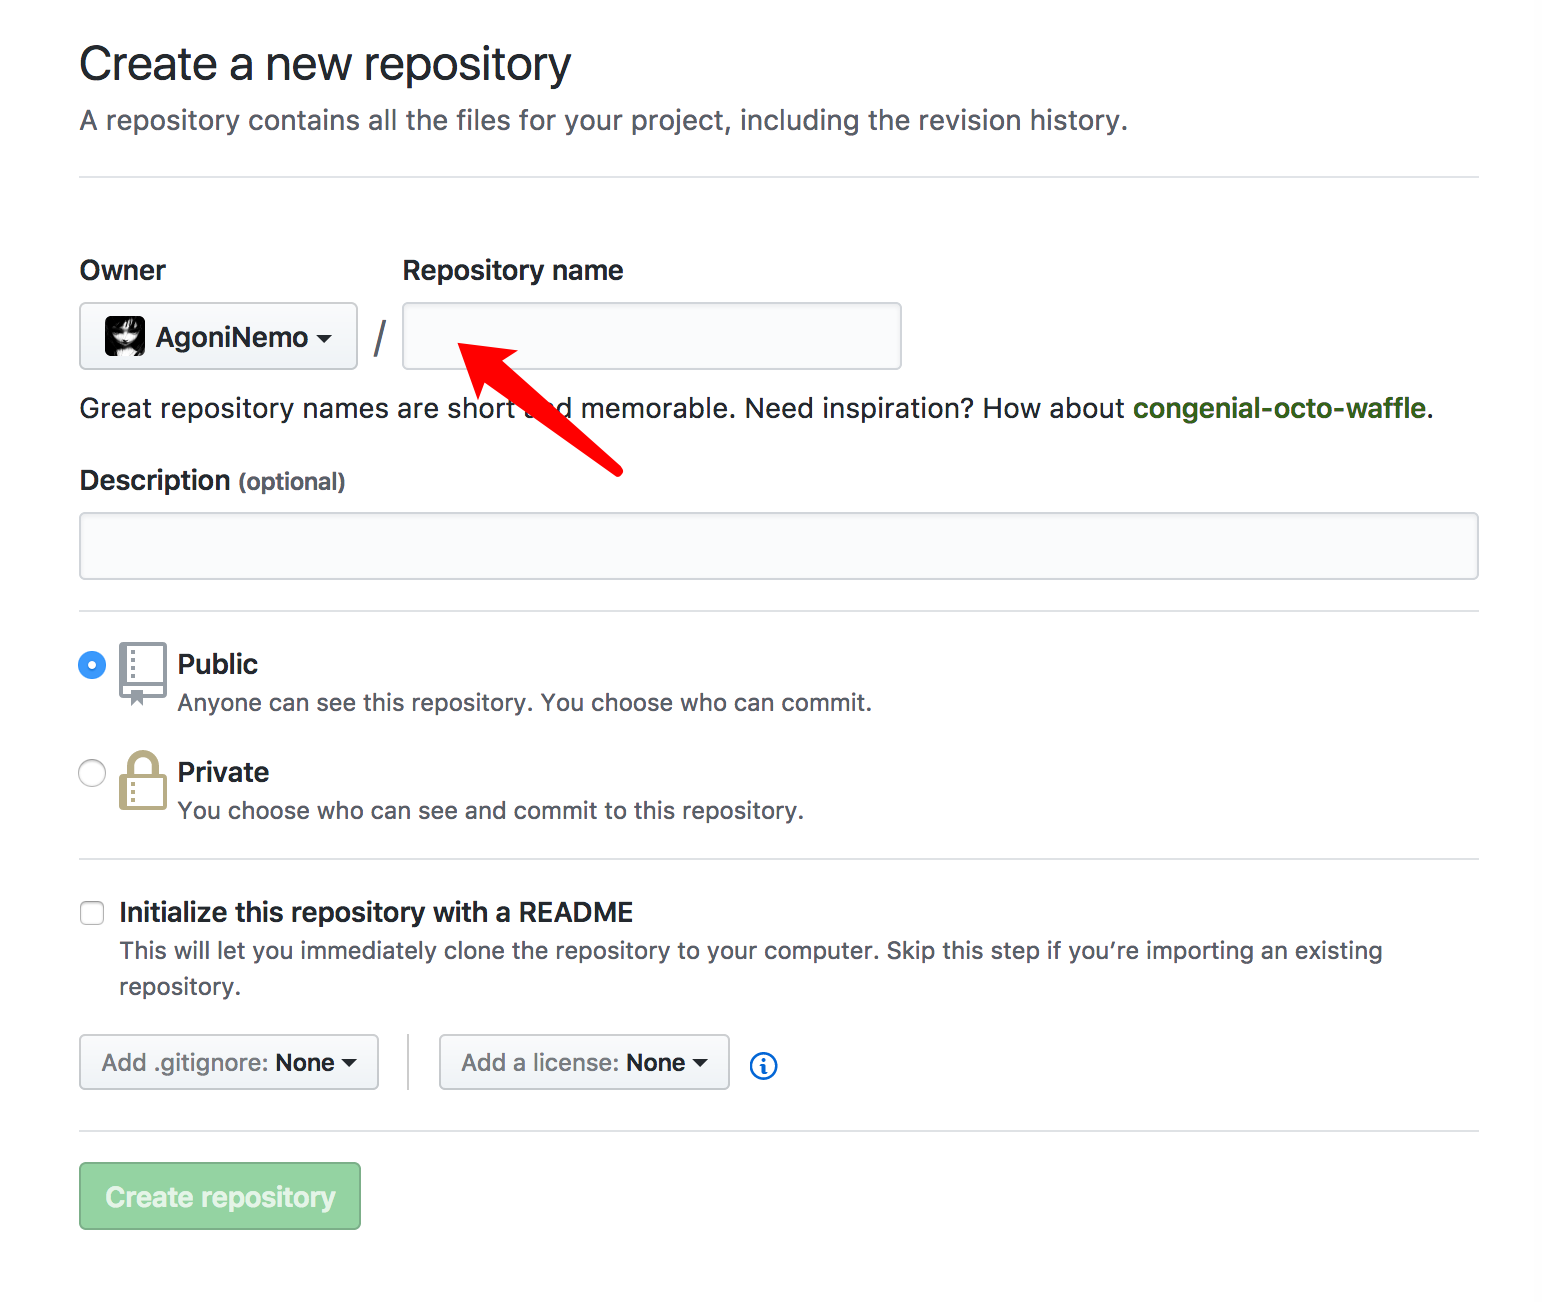 Create a new repository
A repository contains all the files for your project, including the revision history.
Owner
Repository name
AgoniNemo
/
Great repository names are short and memorable. Need inspiration? How about congenial-octo-waffle.
Description (optional)
Public
Anyone can see this repository. You choose who can commit.
Private
You choose who can see and commit to this repository.
Initialize this repository with a README
This will let you immediately clone the repository to your computer. Skip this step if you’re importing an existing
repository.
Add .gitignore: None
Add a license: None
Create repository